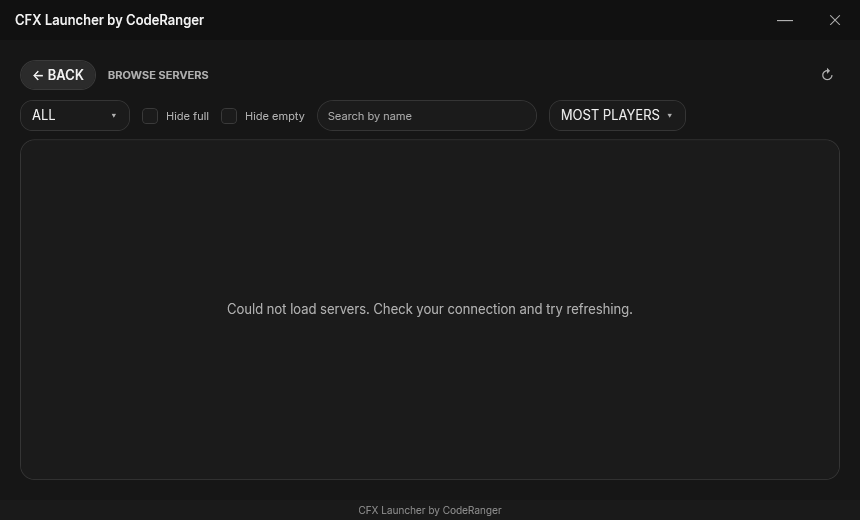 CFX Launcher by CodeRanger
← BACK BROWSE SERVERS
ALL Hide full Hide empty Search by name MOST PLAYERS
Could not load servers. Check your connection and try refreshing.
CFX Launcher by CodeRanger